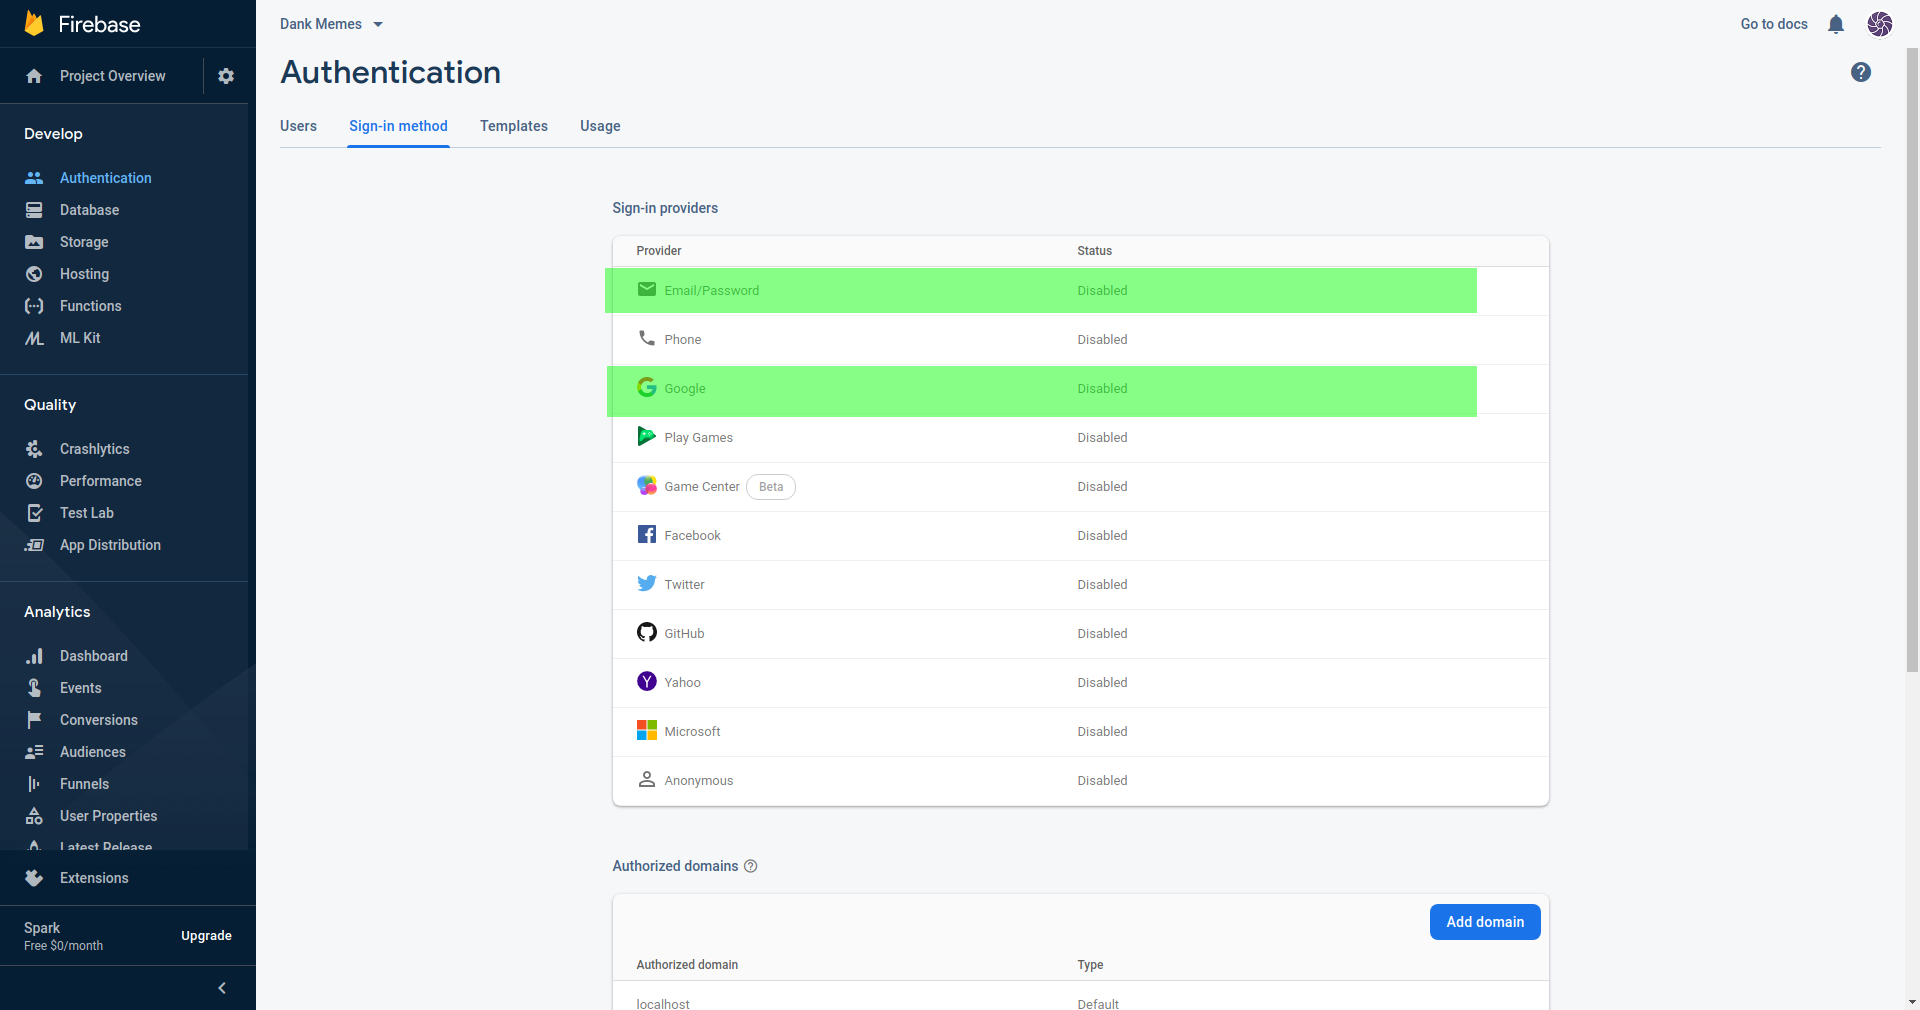 Firebase
Project Overview
Develop
Authentication
Database
Storage
Hosting
Functions
ML Kit
Quality
Crashlytics
Performance
Test Lab
App Distribution
Analytics
Dashboard
Events
Conversions
Audiences
Funnels
User Properties
Latest Release
Extensions
Spark
Free $0/month
Upgrade
Dank Memes
Go to docs
Authentication
Users Sign-in method Templates Usage
Sign-in providers
Provider Status
Email/Password Disabled
Phone Disabled
Google Disabled
Play Games Disabled
Game Center Beta Disabled
Facebook Disabled
Twitter Disabled
GitHub Disabled
Yahoo Disabled
Microsoft Disabled
Anonymous Disabled
Authorized domains
Add domain
Authorized domain Type
localhost Default